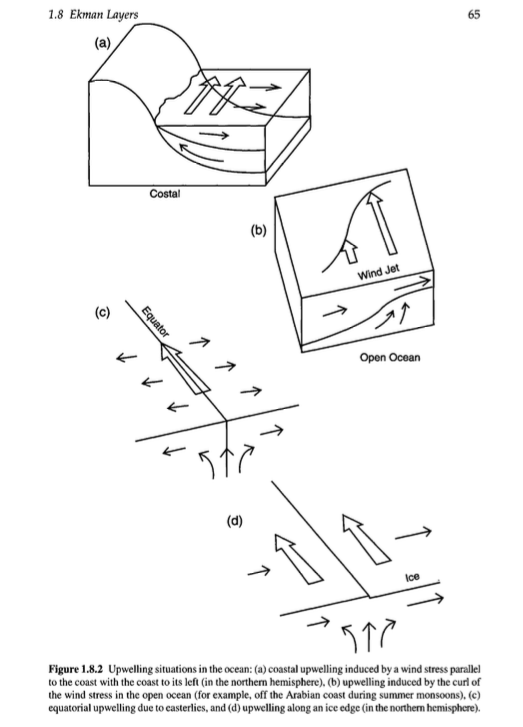 1.8 Ekman Layers 65
(a)
Costal
(b)
Wind Jet
(c)
Equator
Open Ocean
(d)
Ice
Figure 1.8.2 Upwelling situations in the ocean: (a) coastal upwelling induced by a wind stress parallel
to the coast with the coast to its left (in the northern hemisphere), (b) upwelling induced by the curl of
the wind stress in the open ocean (for example, off the Arabian coast during summer monsoons), (c)
equatorial upwelling due to easterlies, and (d) upwelling along an ice edge (in the northern hemisphere).